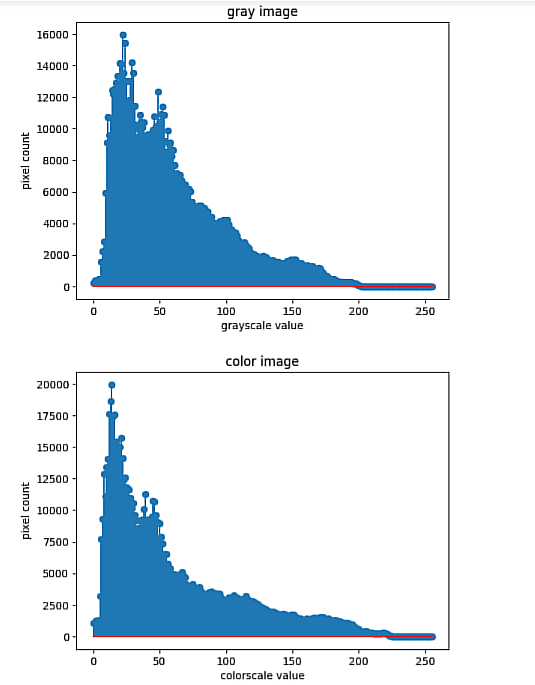 gray image
16000
14000
12000
10000
8000
6000
4000
2000
0
pixel count
0 50 100 150 200 250
grayscale value
color image
20000
17500
15000
12500
10000
7500
5000
2500
0
pixel count
0 50 100 150 200 250
colorscale value